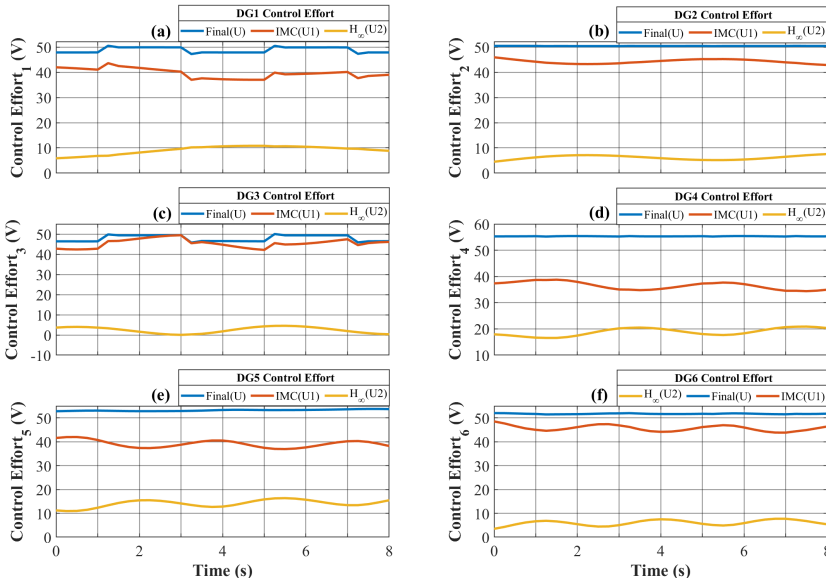 DG1 Control Effort
(a)
Final(U) IMC(U1) H∞(U2)
Control Effort1 (V)
50
40
30
20
10
0
DG2 Control Effort
(b)
Final(U) IMC(U1) H∞(U2)
Control Effort2 (V)
50
40
30
20
10
0
DG3 Control Effort
(c)
Final(U) IMC(U1) H∞(U2)
Control Effort3 (V)
50
40
30
20
10
0
-10
DG4 Control Effort
(d)
Final(U) IMC(U1) H∞(U2)
Control Effort4 (V)
60
50
40
30
20
10
DG5 Control Effort
(e)
Final(U) IMC(U1) H∞(U2)
Control Effort5 (V)
50
40
30
20
10
0
0 2 4 6 8
Time (s)
DG6 Control Effort
(f)
H∞(U2) Final(U) IMC(U1)
Control Effort6 (V)
50
40
30
20
10
0
0 2 4 6 8
Time (s)